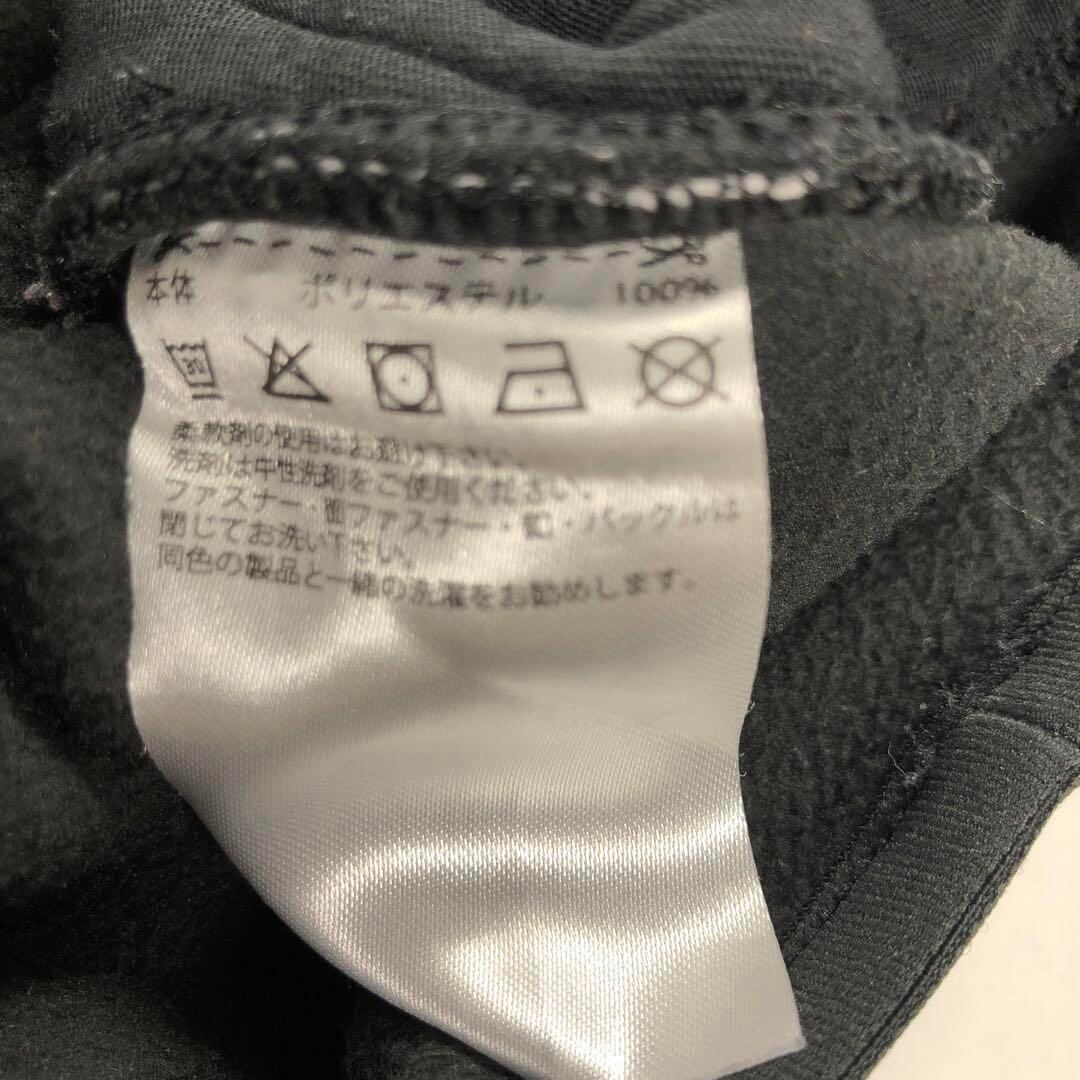 本体 ポリエステル 100%
30
柔軟剤の使用はお避け下さい。
洗剤は中性洗剤をご使用ください。
ファスナー・面ファスナー・釦・バックルは
閉じてお洗い下さい。
同色の製品と一緒の洗濯をお勧めします。